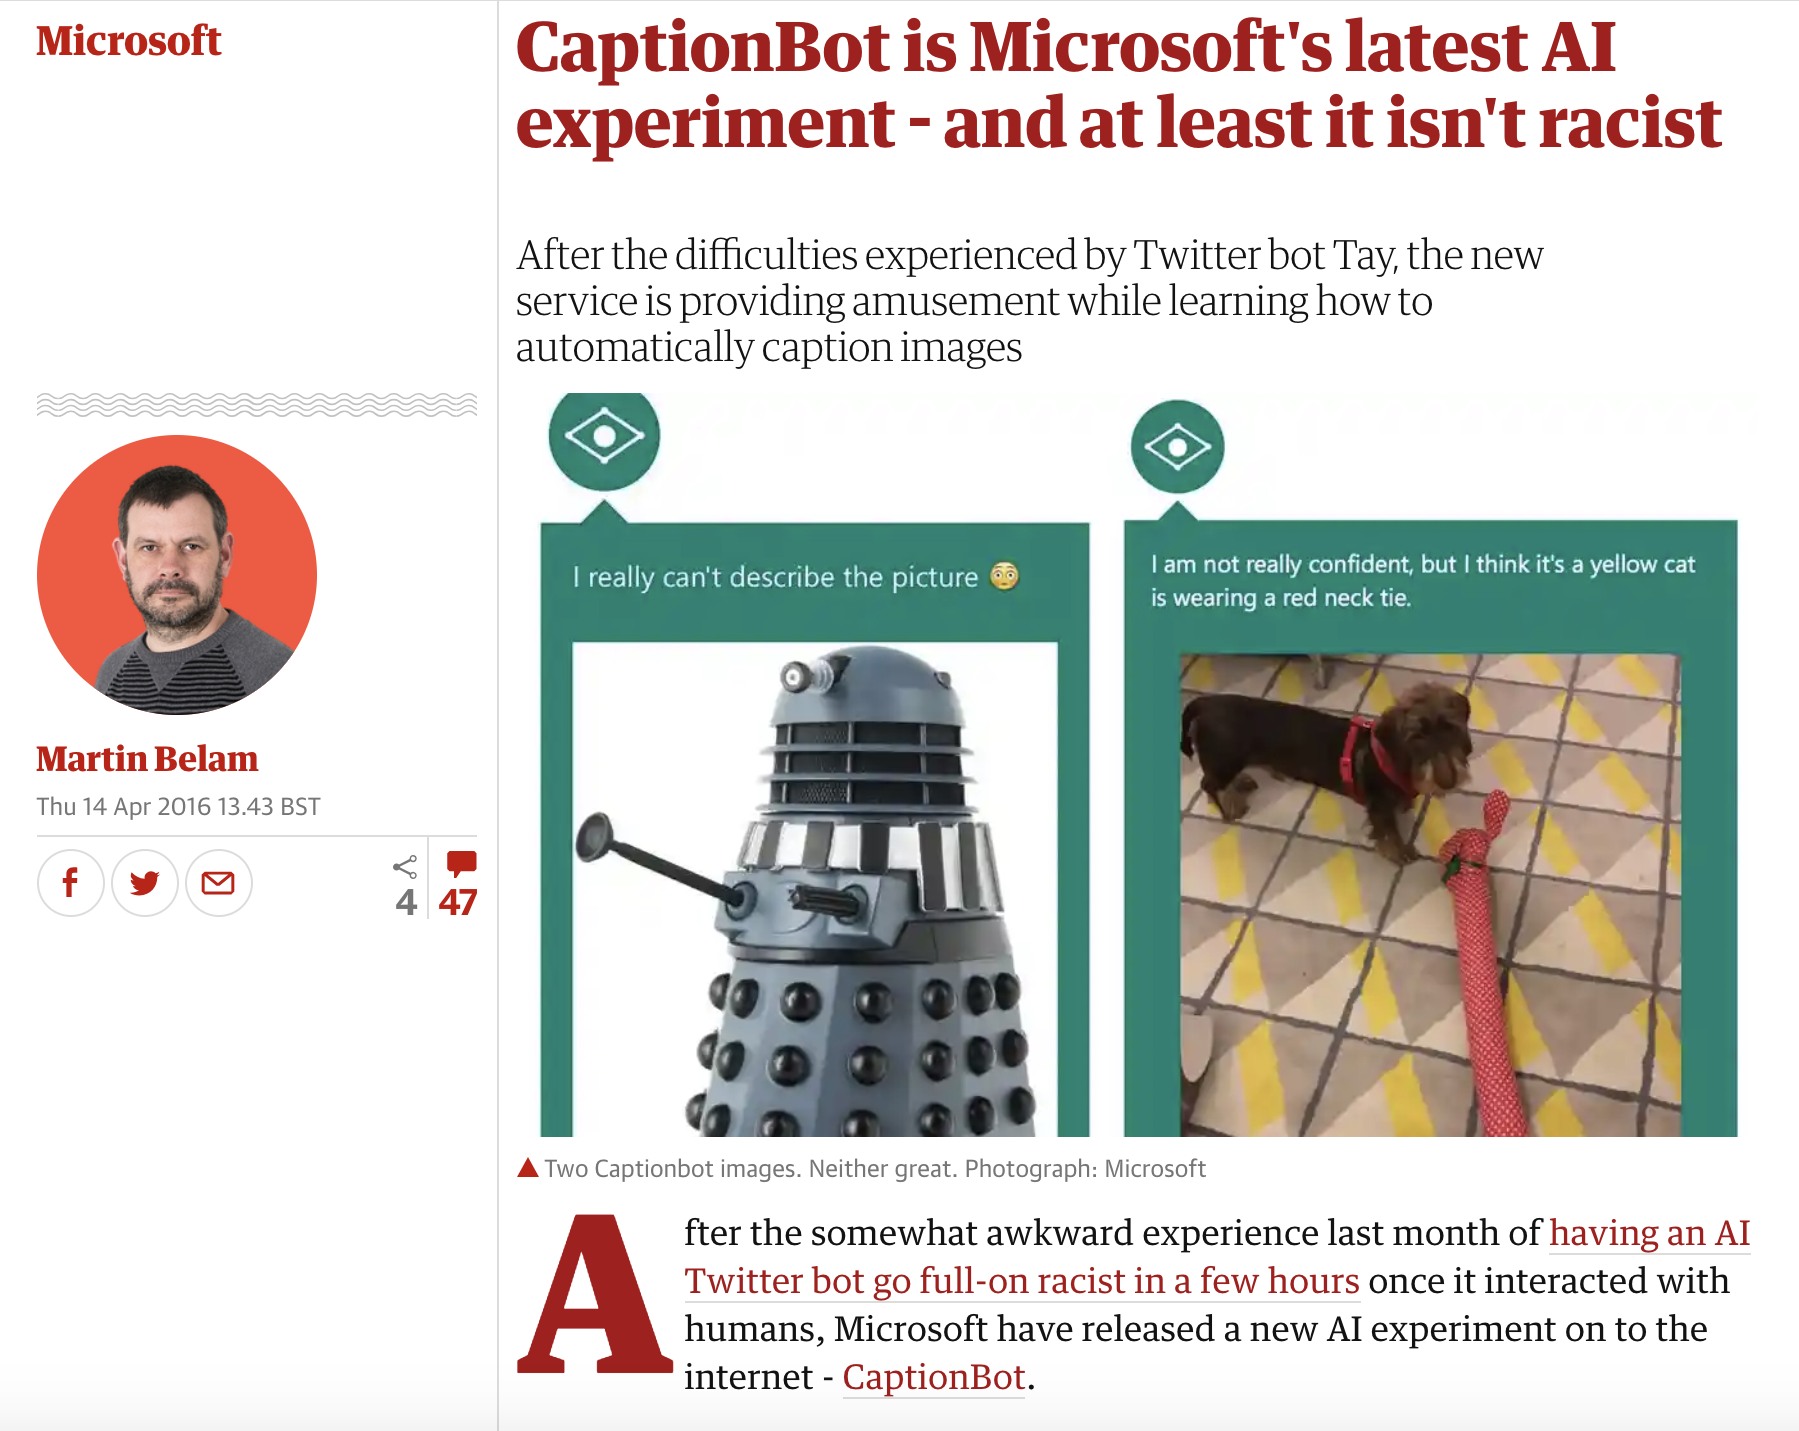 Microsoft
CaptionBot is Microsoft's latest AI
experiment - and at least it isn't racist
After the difficulties experienced by Twitter bot Tay, the new
service is providing amusement while learning how to
automatically caption images
Martin Belam
Thu 14 Apr 2016 13.43 BST
4
47
I really can't describe the picture 😳
I am not really confident, but I think it's a yellow cat
is wearing a red neck tie.
Two Captionbot images. Neither great. Photograph: Microsoft
After the somewhat awkward experience last month of having an AI
Twitter bot go full-on racist in a few hours once it interacted with
humans, Microsoft have released a new AI experiment on to the
internet - CaptionBot.